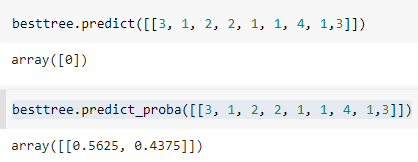 besttree.predict([[3, 1, 2, 2, 1, 1, 4, 1,3]])
array([0])
besttree.predict_proba([[3, 1, 2, 2, 1, 1, 4, 1,3]])
array([[0.5625, 0.4375]])